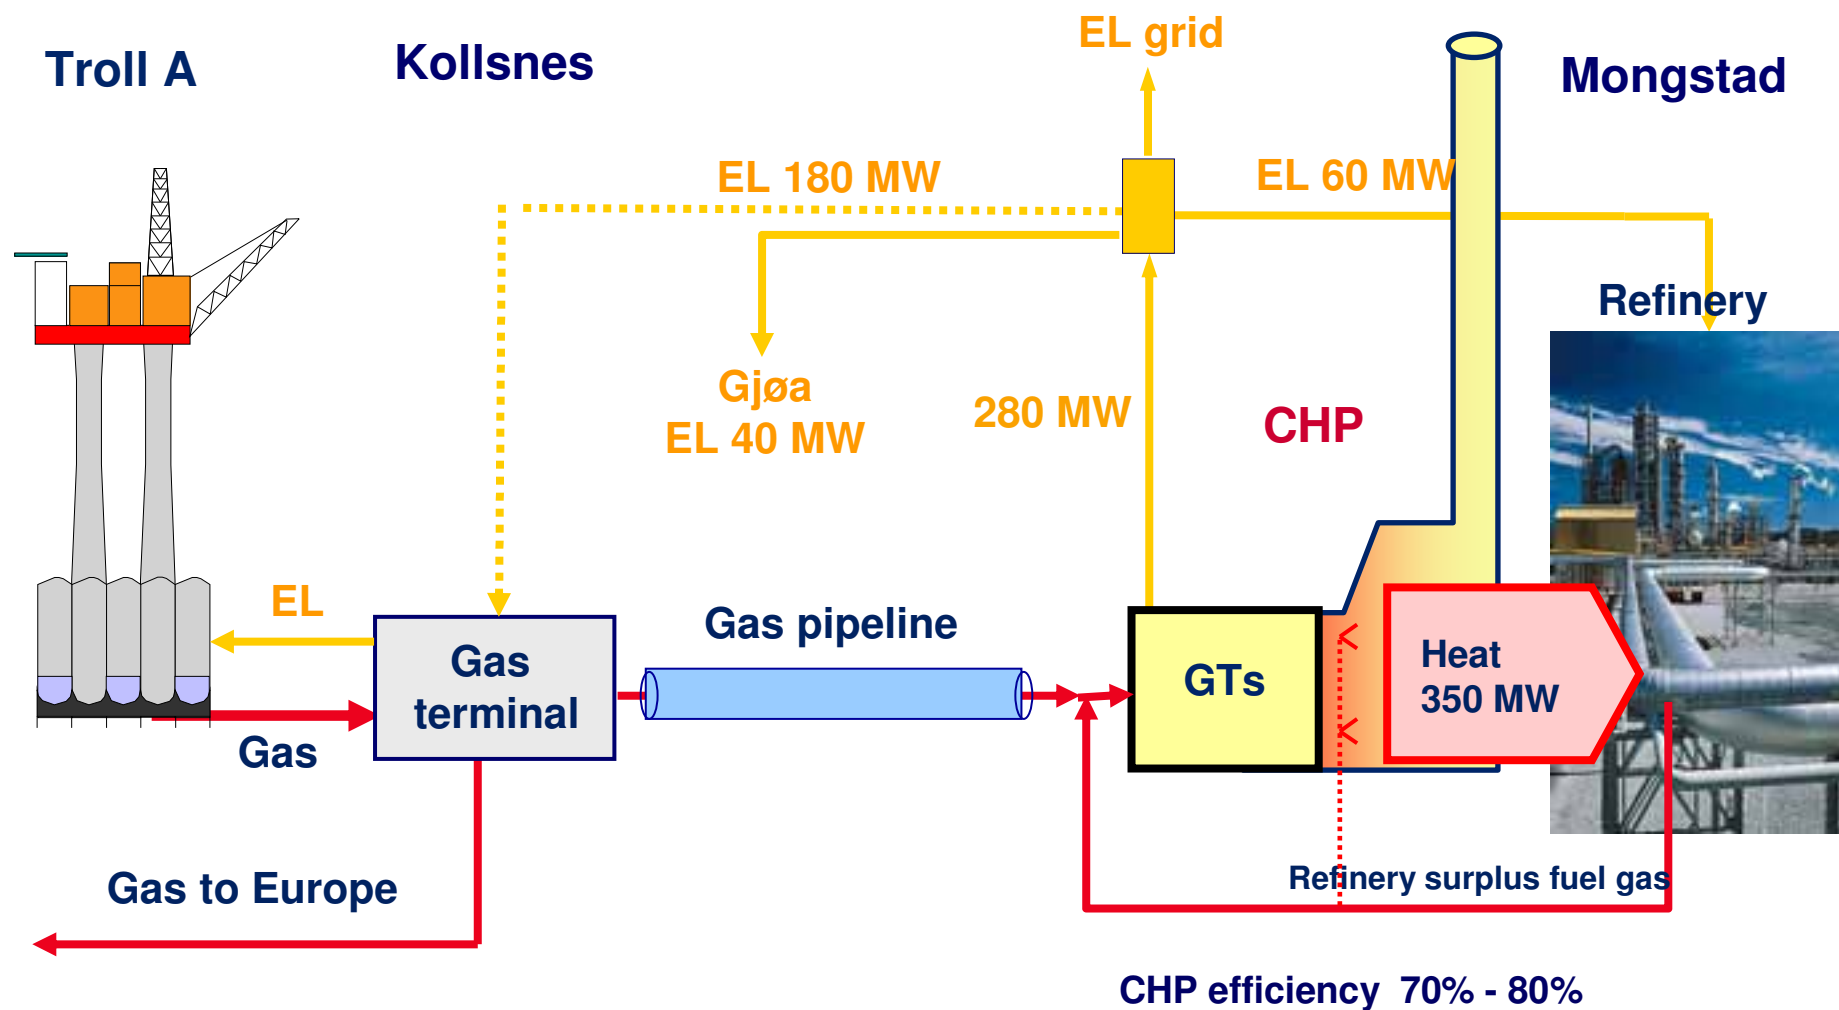 EL grid
Troll A
Kollsnes
Mongstad
EL 180 MW
EL 60 MW
Refinery
Gjøa
EL 40 MW
280 MW
CHP
EL
Gas pipeline
Gas
terminal
GTs
Heat
350 MW
Gas
Gas to Europe
Refinery surplus fuel gas
CHP efficiency 70% - 80%